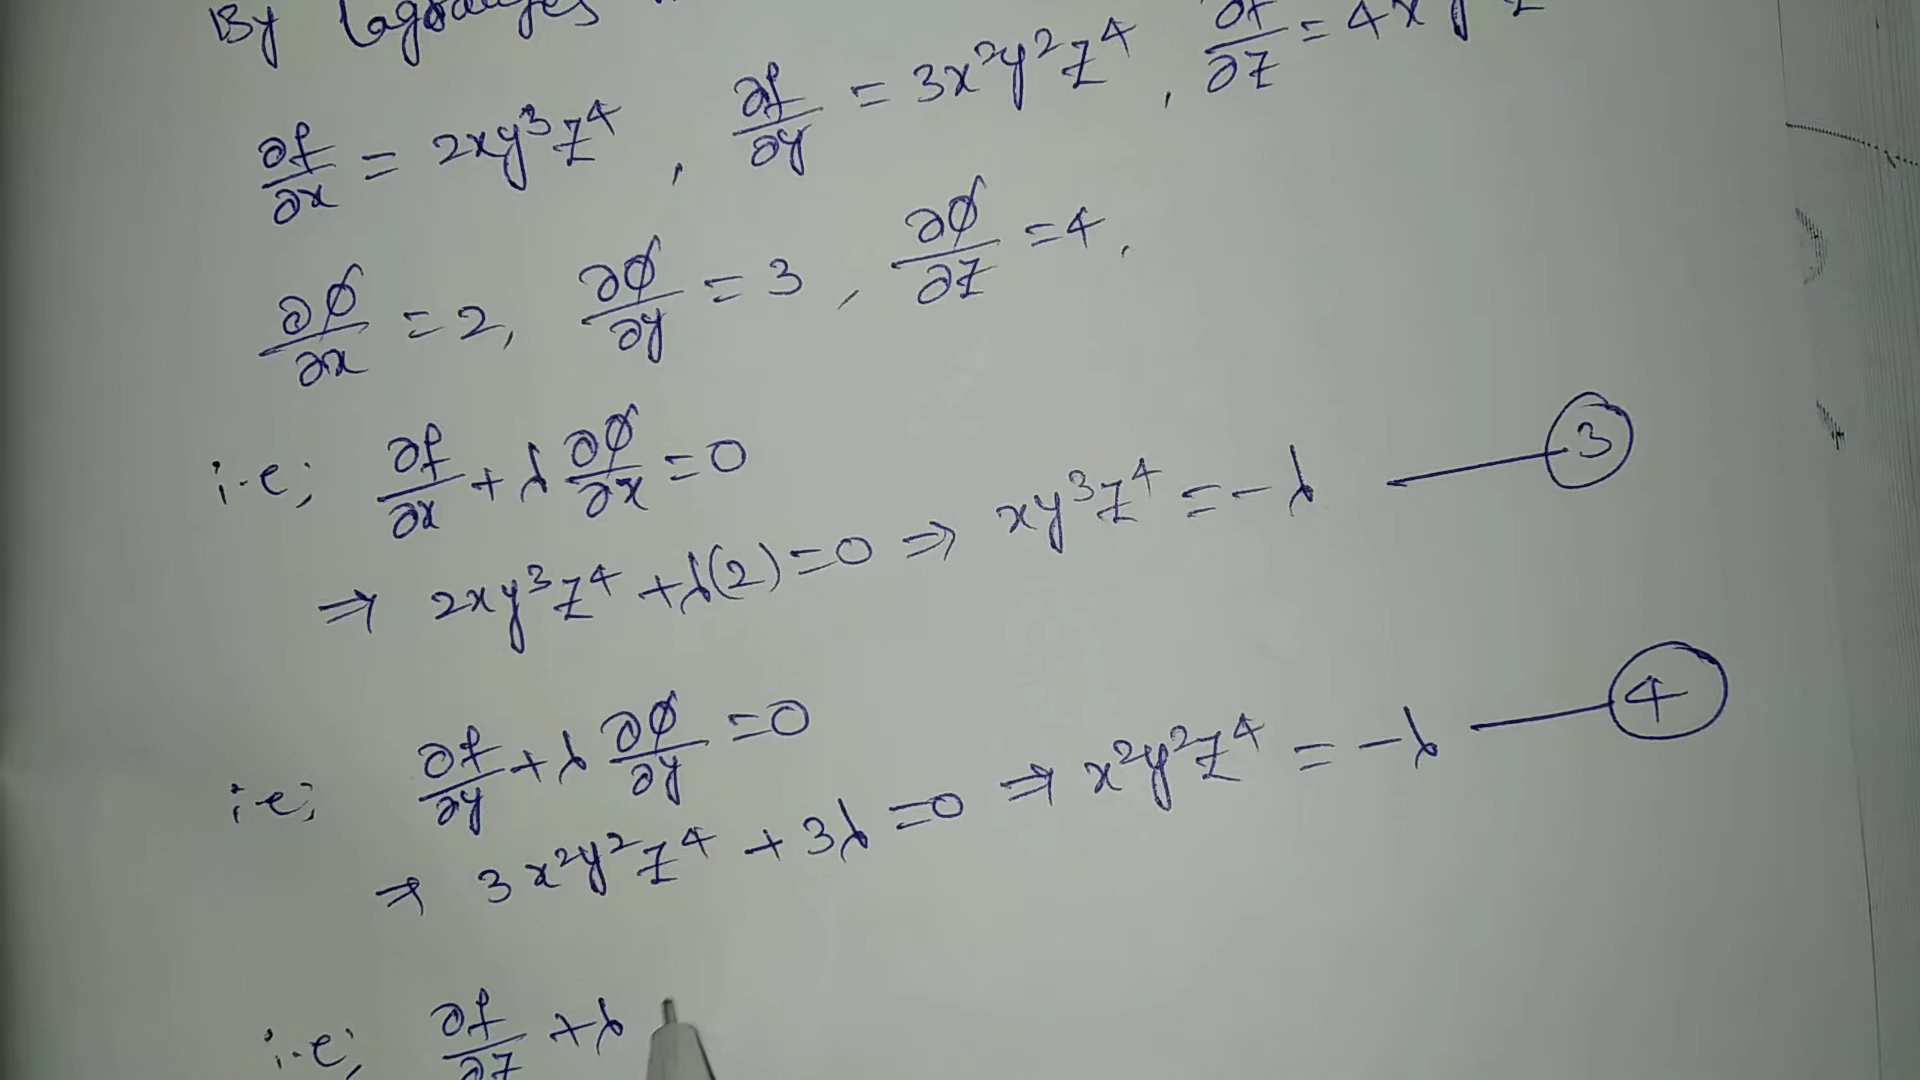 By Lagranges
∂f/∂x = 2xy³z⁴ , ∂f/∂y = 3x²y²z⁴ , ∂f/∂z = 4x
∂φ/∂x = 2, ∂φ/∂y = 3 , ∂φ/∂z = 4 .
i.e; ∂f/∂x + λ ∂φ/∂x = 0
⇒ 2xy³z⁴ + λ(2) = 0 ⇒ xy³z⁴ = -λ — ③
i.e; ∂f/∂y + λ ∂φ/∂y = 0
⇒ 3x²y²z⁴ + 3λ = 0 ⇒ x²y²z⁴ = -λ — ④
i.e; ∂f/∂z + λ